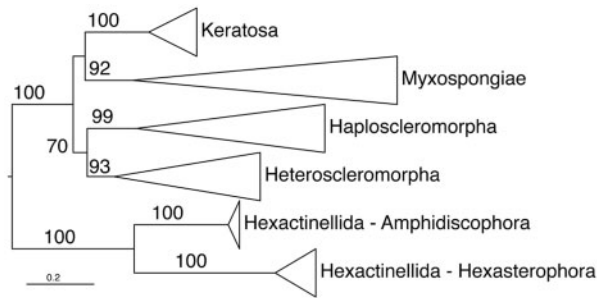 100
Keratosa
92
Myxospongiae
100
99
Haploscleromorpha
70
93
Heteroscleromorpha
100
Hexactinellida - Amphidiscophora
100
100
Hexactinellida - Hexasterophora
0.2